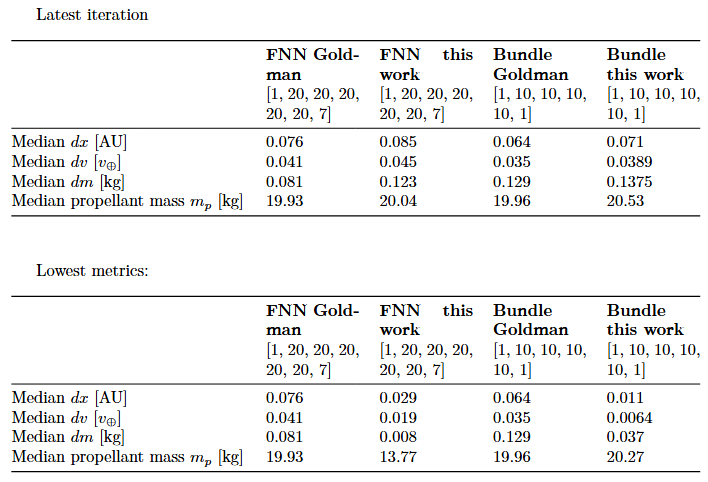 Latest iteration
FNN Gold- FNN this Bundle Bundle
man work Goldman this work
[1, 20, 20, 20, [1, 20, 20, 20, [1, 10, 10, 10, [1, 10, 10, 10,
20, 20, 7] 20, 20, 7] 10, 1] 10, 1]
Median dx [AU] 0.076 0.085 0.064 0.071
Median dv [v⊕] 0.041 0.045 0.035 0.0389
Median dm [kg] 0.081 0.123 0.129 0.1375
Median propellant mass mₚ [kg] 19.93 20.04 19.96 20.53
Lowest metrics:
FNN Gold- FNN this Bundle Bundle
man work Goldman this work
[1, 20, 20, 20, [1, 20, 20, 20, [1, 10, 10, 10, [1, 10, 10, 10,
20, 20, 7] 20, 20, 7] 10, 1] 10, 1]
Median dx [AU] 0.076 0.029 0.064 0.011
Median dv [v⊕] 0.041 0.019 0.035 0.0064
Median dm [kg] 0.081 0.008 0.129 0.037
Median propellant mass mₚ [kg] 19.93 13.77 19.96 20.27